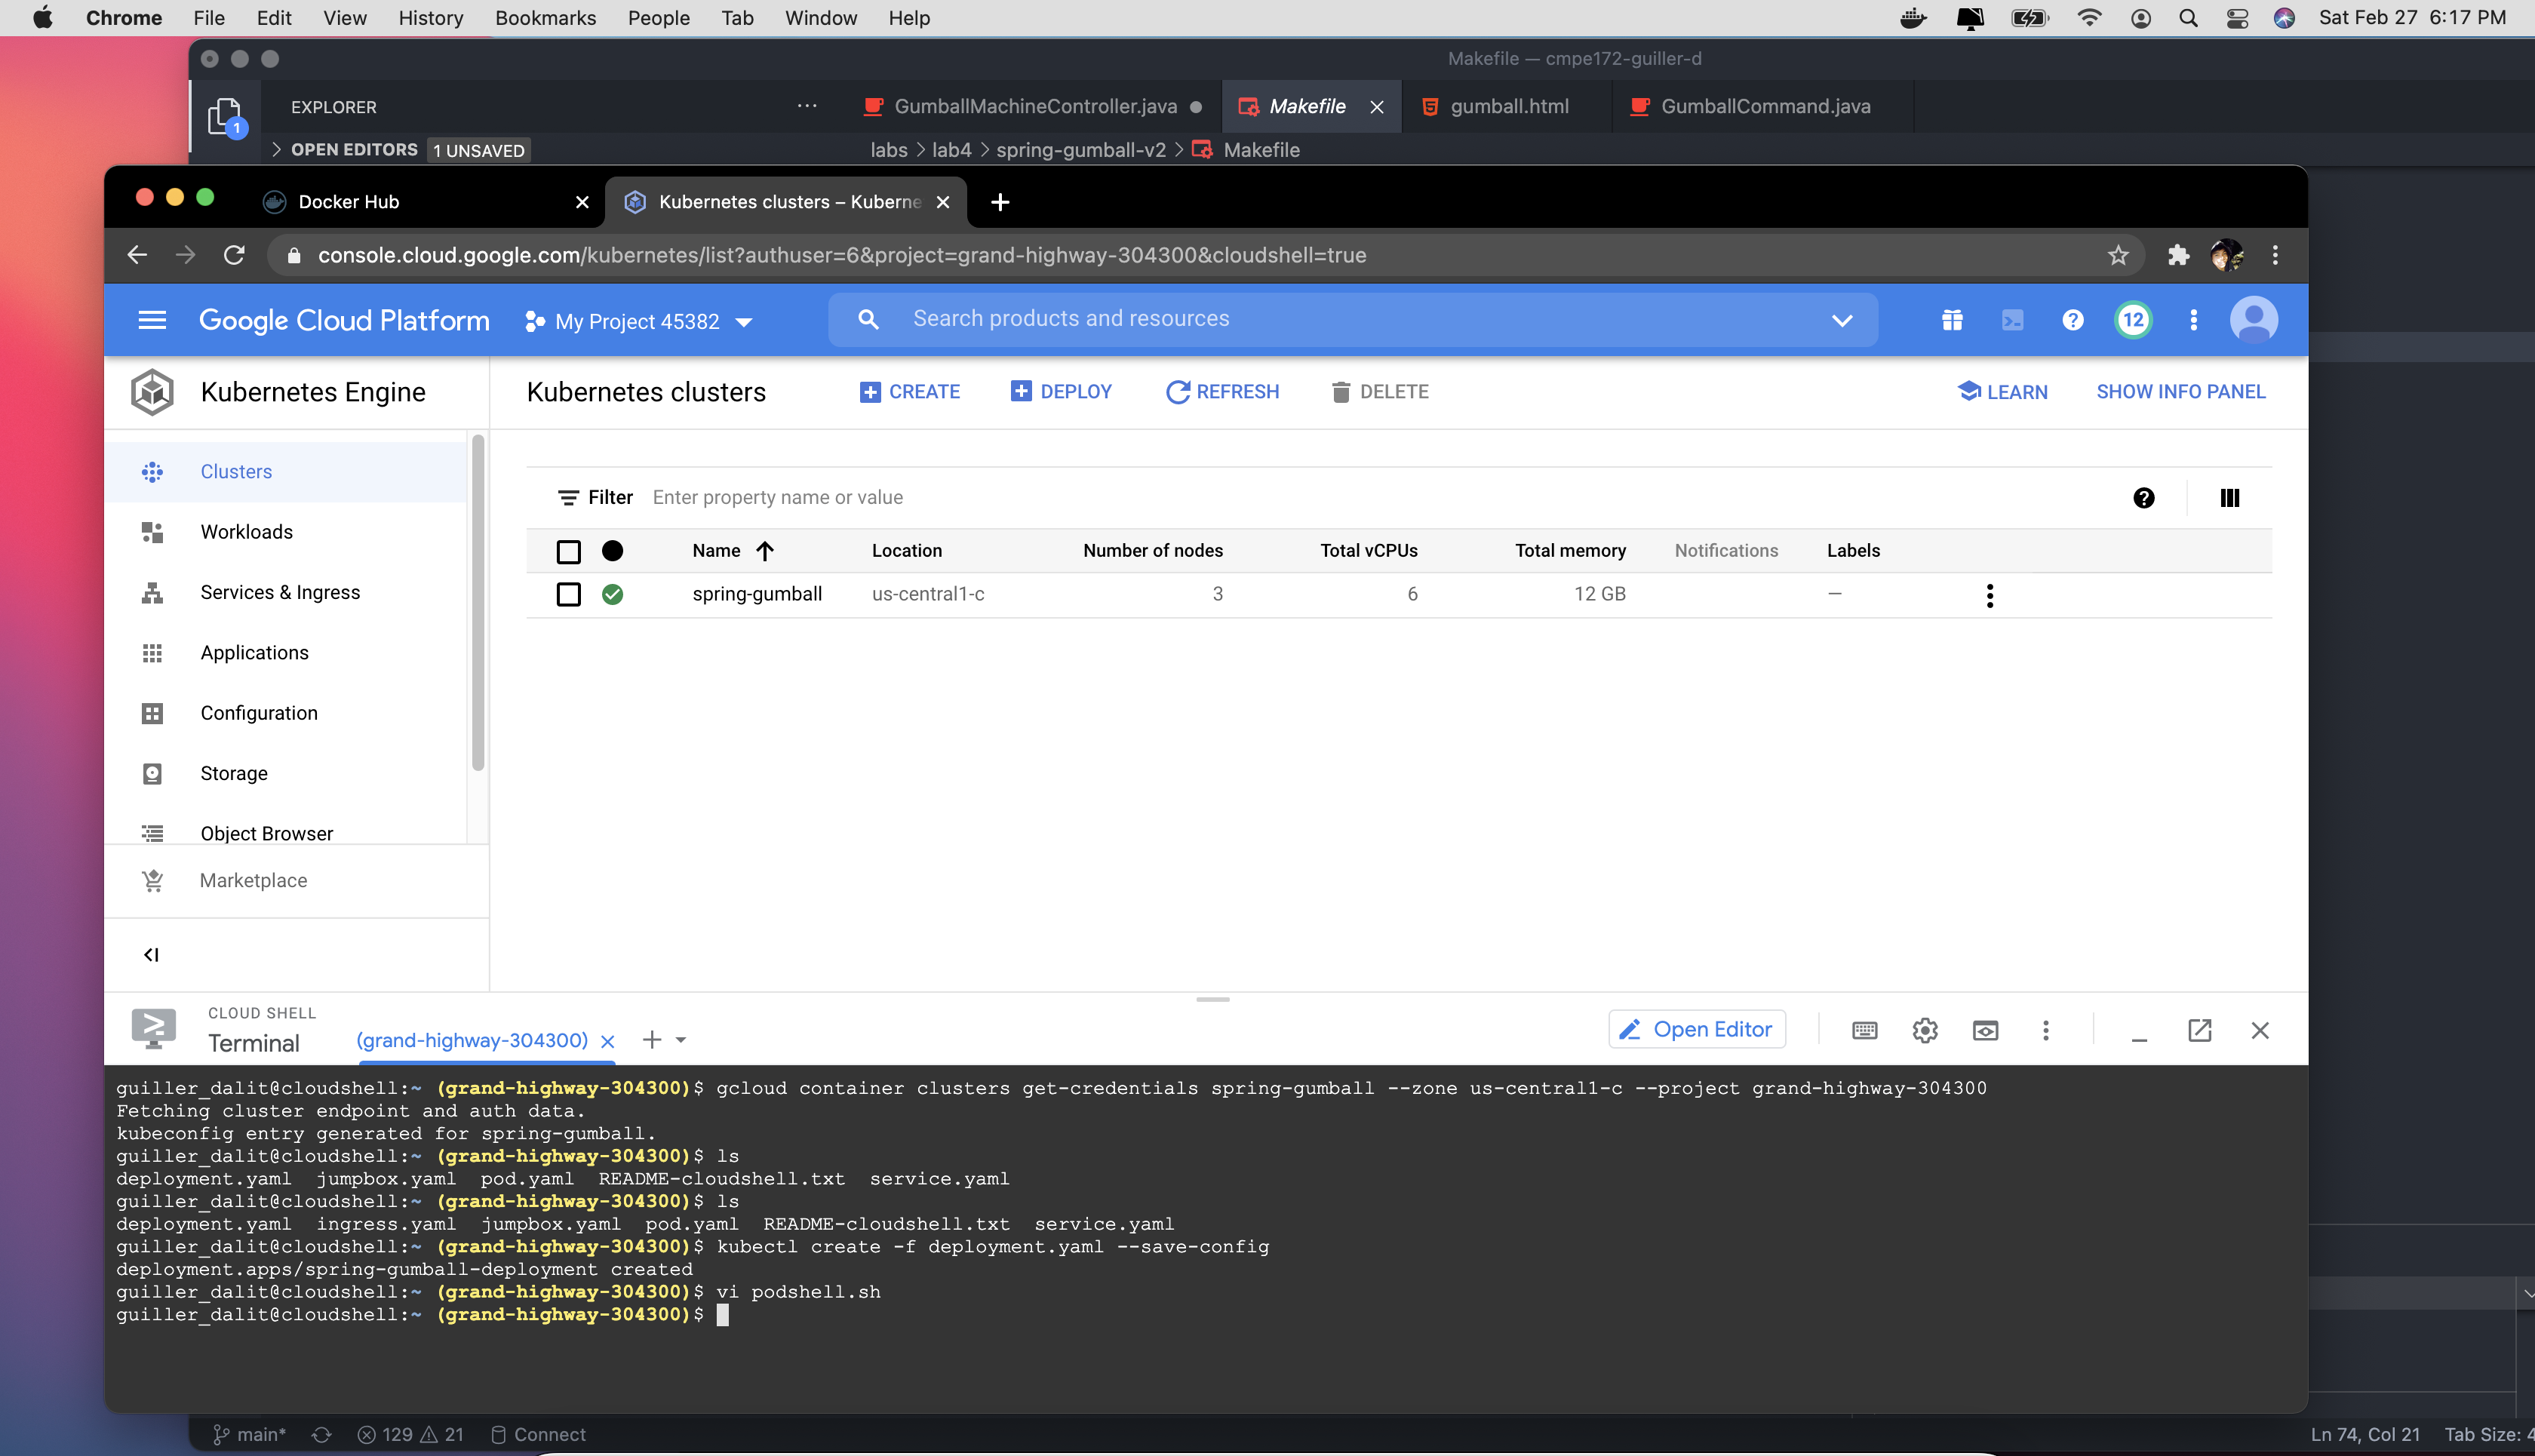 Chrome File Edit View History Bookmarks People Tab Window Help Sat Feb 27 6:17 PM
Makefile — cmpe172-guiller-d
EXPLORER ··· GumballMachineController.java Makefile gumball.html GumballCommand.java
1
OPEN EDITORS 1 UNSAVED labs > lab4 > spring-gumball-v2 > Makefile
Docker Hub Kubernetes clusters – Kuberne
console.cloud.google.com/kubernetes/list?authuser=6&project=grand-highway-304300&cloudshell=true
Google Cloud Platform My Project 45382 Search products and resources 12
Kubernetes Engine Kubernetes clusters CREATE DEPLOY REFRESH DELETE LEARN SHOW INFO PANEL
Clusters
Workloads
Services & Ingress
Applications
Configuration
Storage
Object Browser
Marketplace
Filter Enter property name or value
Name Location Number of nodes Total vCPUs Total memory Notifications Labels
spring-gumball us-central1-c 3 6 12 GB —
CLOUD SHELL
Terminal (grand-highway-304300) Open Editor
guiller_dalit@cloudshell:~ (grand-highway-304300)$ gcloud container clusters get-credentials spring-gumball --zone us-central1-c --project grand-highway-304300
Fetching cluster endpoint and auth data.
kubeconfig entry generated for spring-gumball.
guiller_dalit@cloudshell:~ (grand-highway-304300)$ ls
deployment.yaml jumpbox.yaml pod.yaml README-cloudshell.txt service.yaml
guiller_dalit@cloudshell:~ (grand-highway-304300)$ ls
deployment.yaml ingress.yaml jumpbox.yaml pod.yaml README-cloudshell.txt service.yaml
guiller_dalit@cloudshell:~ (grand-highway-304300)$ kubectl create -f deployment.yaml --save-config
deployment.apps/spring-gumball-deployment created
guiller_dalit@cloudshell:~ (grand-highway-304300)$ vi podshell.sh
guiller_dalit@cloudshell:~ (grand-highway-304300)$
main* 129 21 Connect Ln 74, Col 21 Tab Size: 4